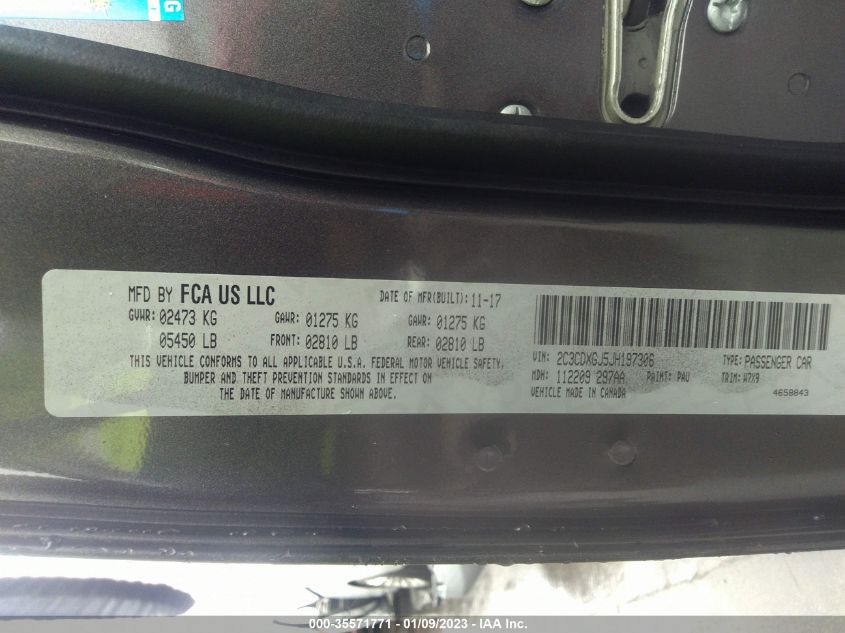 G
MFD BY FCA US LLC
DATE OF MFR(BUILT): 11-17
GVWR: 02473 KG GAWR: 01275 KG GAWR: 01275 KG
05450 LB FRONT: 02810 LB REAR: 02810 LB
THIS VEHICLE CONFORMS TO ALL APPLICABLE U.S.A. FEDERAL MOTOR VEHICLE SAFETY,
BUMPER AND THEFT PREVENTION STANDARDS IN EFFECT ON
THE DATE OF MANUFACTURE SHOWN ABOVE.
VIN: 2C3CDXGJ5JH197306 TYPE: PASSENGER CAR
MDH: 112209 297AA PAINT: PAU TRIM: W7X9
VEHICLE MADE IN CANADA 4658843
000-35571771 - 01/09/2023 - IAA Inc.